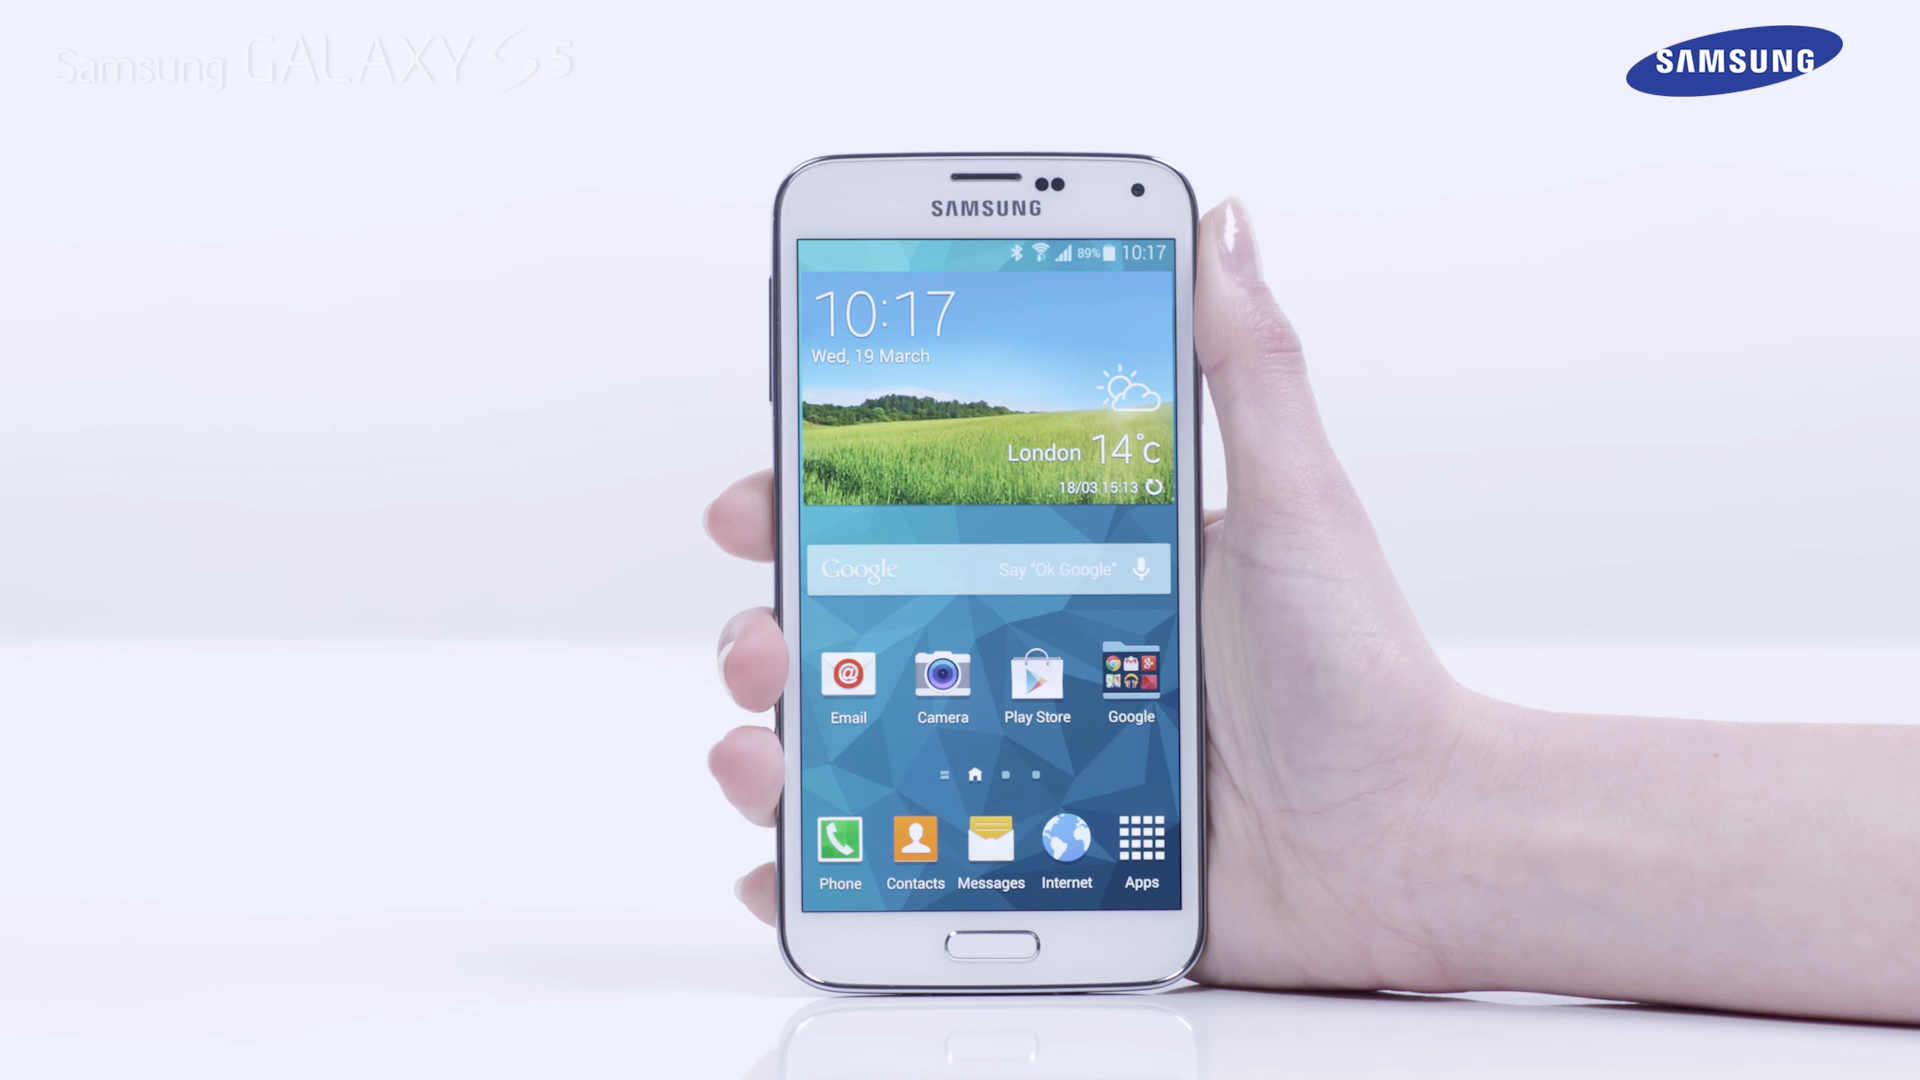 Samsung GALAXY S5
SAMSUNG
SAMSUNG
89% 10:17
10:17
Wed, 19 March
London 14°C
18/03 15:13
Google Say "Ok Google"
Email Camera Play Store Google
Phone Contacts Messages Internet Apps